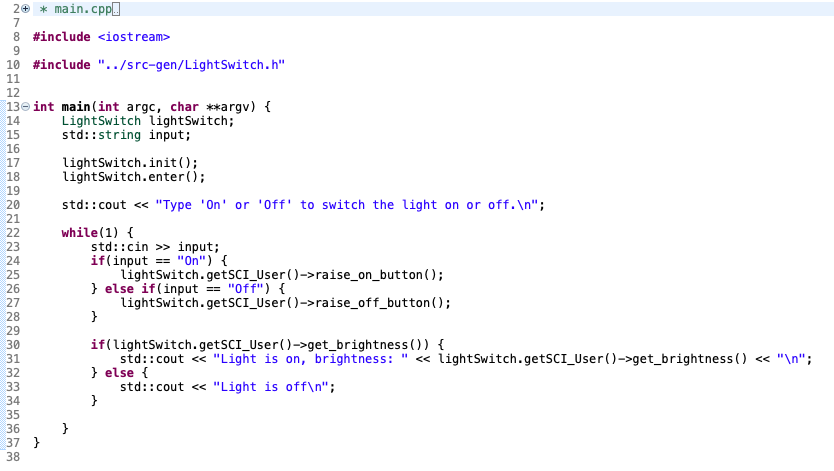 2 * main.cpp
7
8 #include <iostream>
9
10 #include "../src-gen/LightSwitch.h"
11
12
13 int main(int argc, char **argv) {
14     LightSwitch lightSwitch;
15     std::string input;
16
17     lightSwitch.init();
18     lightSwitch.enter();
19
20     std::cout << "Type 'On' or 'Off' to switch the light on or off.\n";
21
22     while(1) {
23         std::cin >> input;
24         if(input == "On") {
25             lightSwitch.getSCI_User()->raise_on_button();
26         } else if(input == "Off") {
27             lightSwitch.getSCI_User()->raise_off_button();
28         }
29
30         if(lightSwitch.getSCI_User()->get_brightness()) {
31             std::cout << "Light is on, brightness: " << lightSwitch.getSCI_User()->get_brightness() << "\n";
32         } else {
33             std::cout << "Light is off\n";
34         }
35
36     }
37 }
38